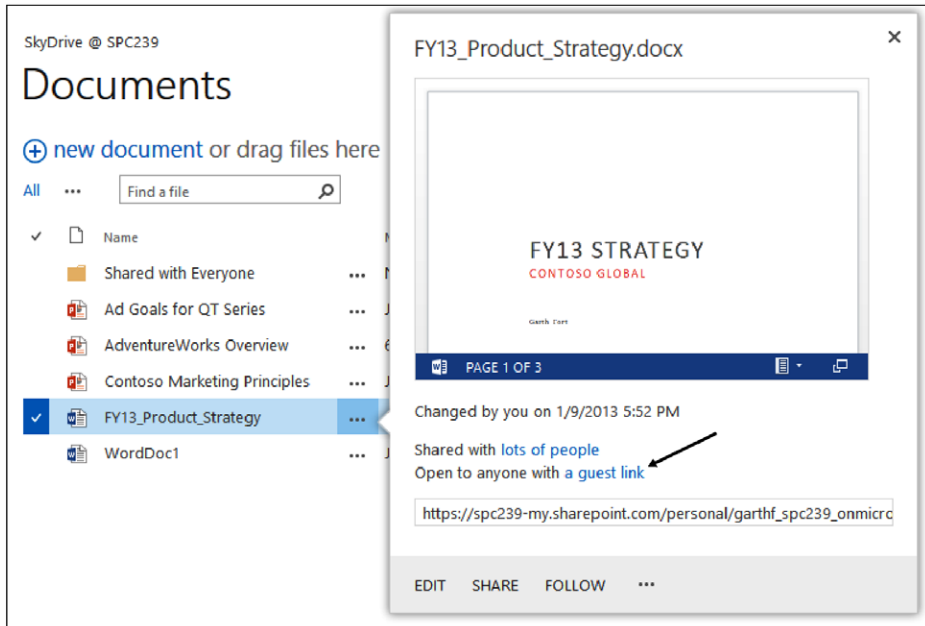 SkyDrive @ SPC239
Documents
new document or drag files here
All ...
Find a file
Name
Shared with Everyone ...
Ad Goals for QT Series ...
AdventureWorks Overview ...
Contoso Marketing Principles ...
FY13_Product_Strategy ...
WordDoc1 ...
FY13_Product_Strategy.docx
FY13 STRATEGY
CONTOSO GLOBAL
Garth Fort
PAGE 1 OF 3
Changed by you on 1/9/2013 5:52 PM
Shared with lots of people
Open to anyone with a guest link
https://spc239-my.sharepoint.com/personal/garthf_spc239_onmicro
EDIT SHARE FOLLOW ...